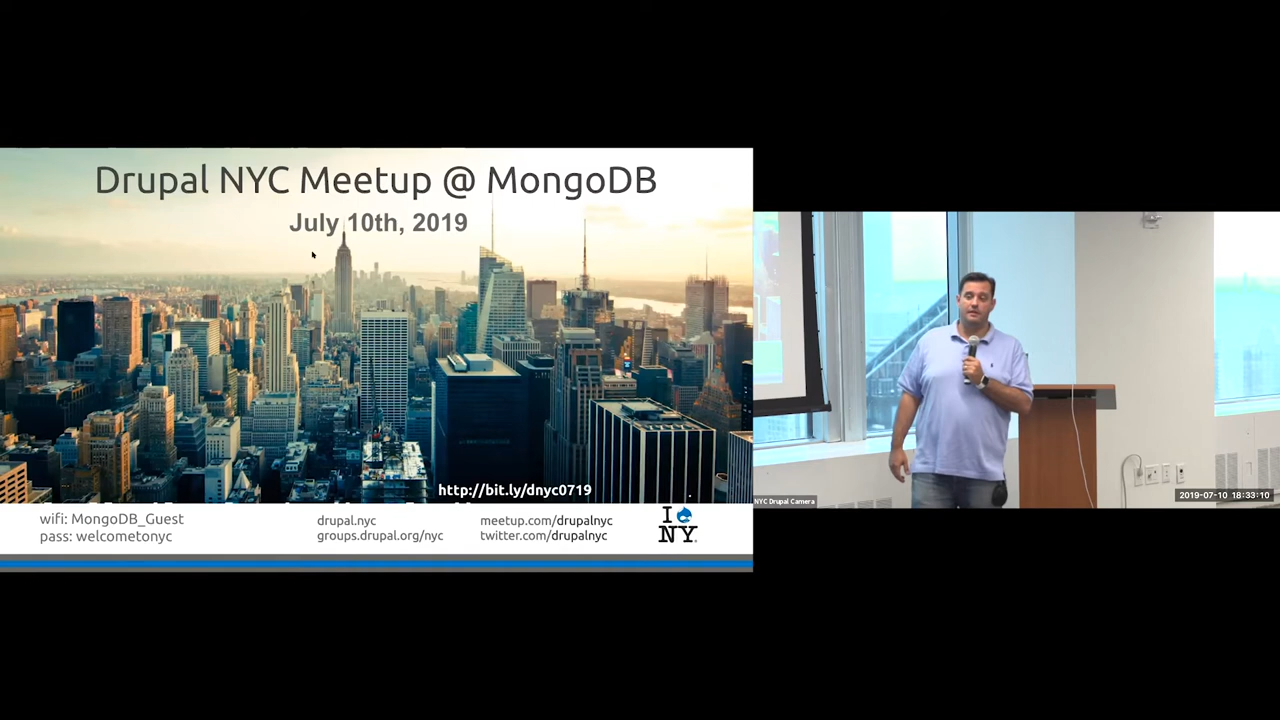 Drupal NYC Meetup @ MongoDB
July 10th, 2019
http://bit.ly/dnyc0719
wifi: MongoDB_Guest
pass: welcometonyc
drupal.nyc
groups.drupal.org/nyc
meetup.com/drupalnyc
twitter.com/drupalnyc
I
NY
NYC Drupal Camera
2019-07-10 18:33:10